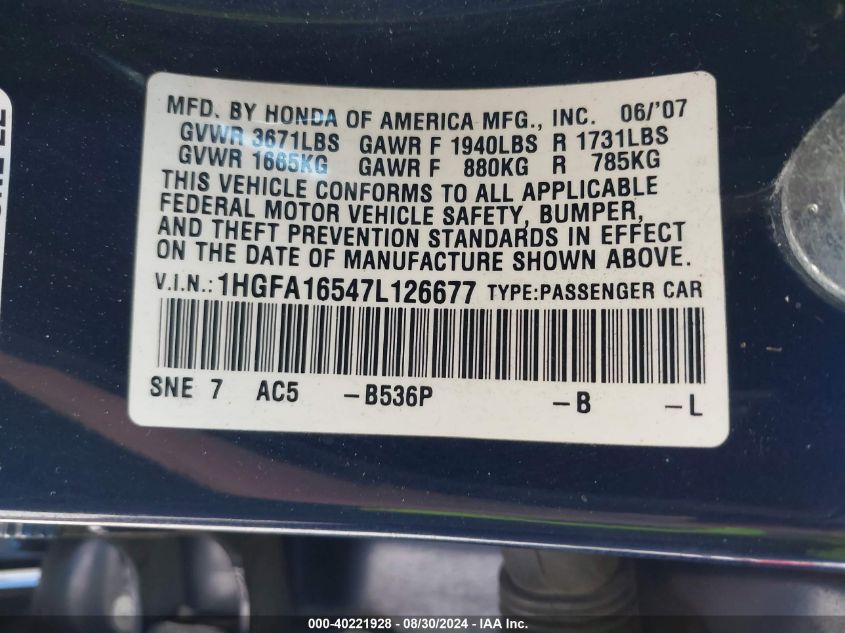 MFD. BY HONDA OF AMERICA MFG., INC. 06/'07
GVWR 3671LBS GAWR F 1940LBS R 1731LBS
GVWR 1665KG GAWR F 880KG R 785KG
THIS VEHICLE CONFORMS TO ALL APPLICABLE
FEDERAL MOTOR VEHICLE SAFETY, BUMPER,
AND THEFT PREVENTION STANDARDS IN EFFECT
ON THE DATE OF MANUFACTURE SHOWN ABOVE.
V.I.N.: 1HGFA16547L126677 TYPE:PASSENGER CAR
SNE 7 AC5 -B536P -B -L
000-40221928 - 08/30/2024 - IAA Inc.